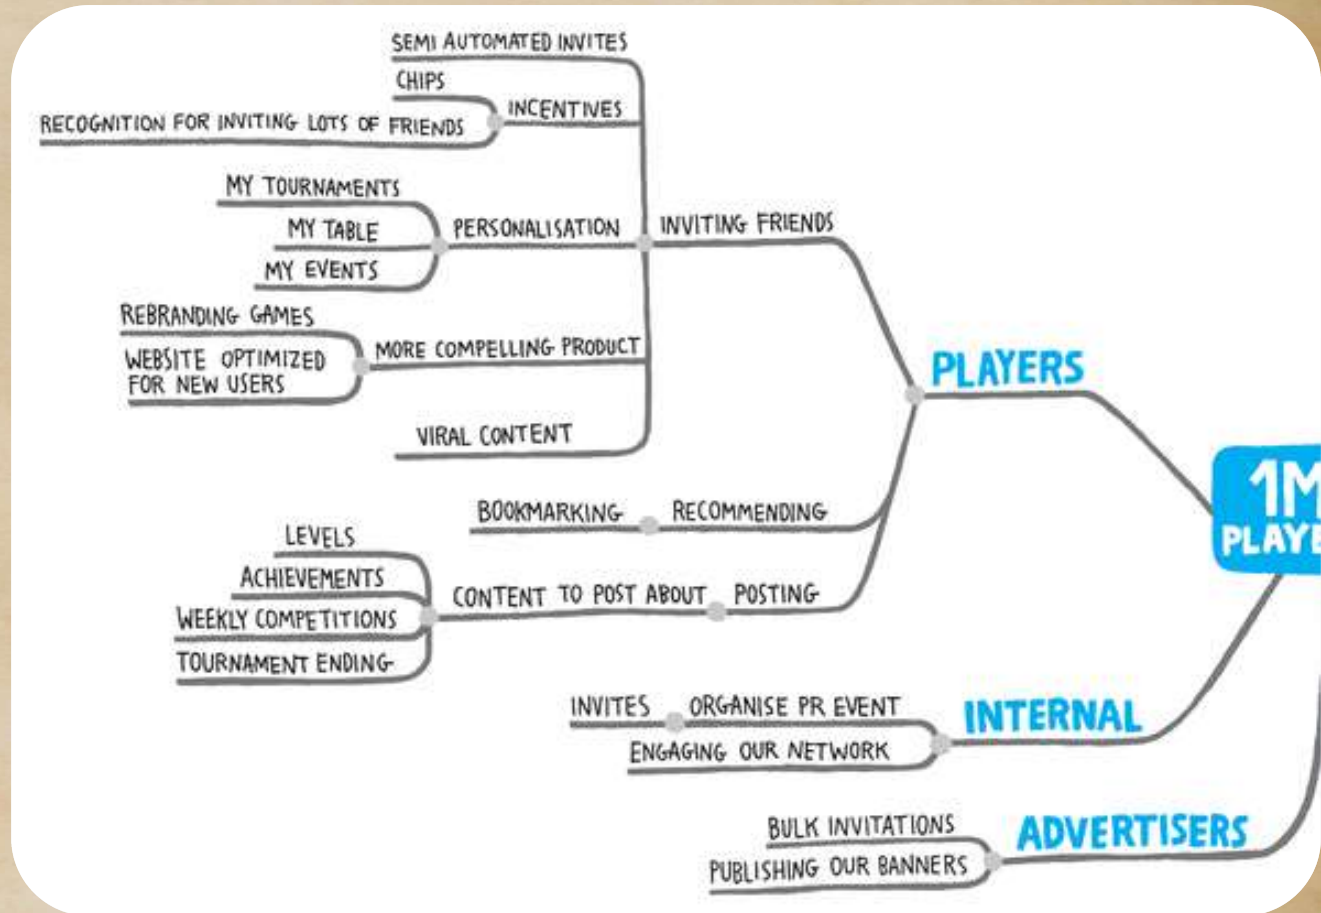 SEMI AUTOMATED INVITES
CHIPS
INCENTIVES
RECOGNITION FOR INVITING LOTS OF FRIENDS
MY TOURNAMENTS
MY TABLE
PERSONALISATION
INVITING FRIENDS
MY EVENTS
REBRANDING GAMES
WEBSITE OPTIMIZED
FOR NEW USERS
MORE COMPELLING PRODUCT
PLAYERS
VIRAL CONTENT
1M
PLAYE
BOOKMARKING
RECOMMENDING
LEVELS
ACHIEVEMENTS
CONTENT TO POST ABOUT
POSTING
WEEKLY COMPETITIONS
TOURNAMENT ENDING
INVITES
ORGANISE PR EVENT
INTERNAL
ENGAGING OUR NETWORK
BULK INVITATIONS
ADVERTISERS
PUBLISHING OUR BANNERS